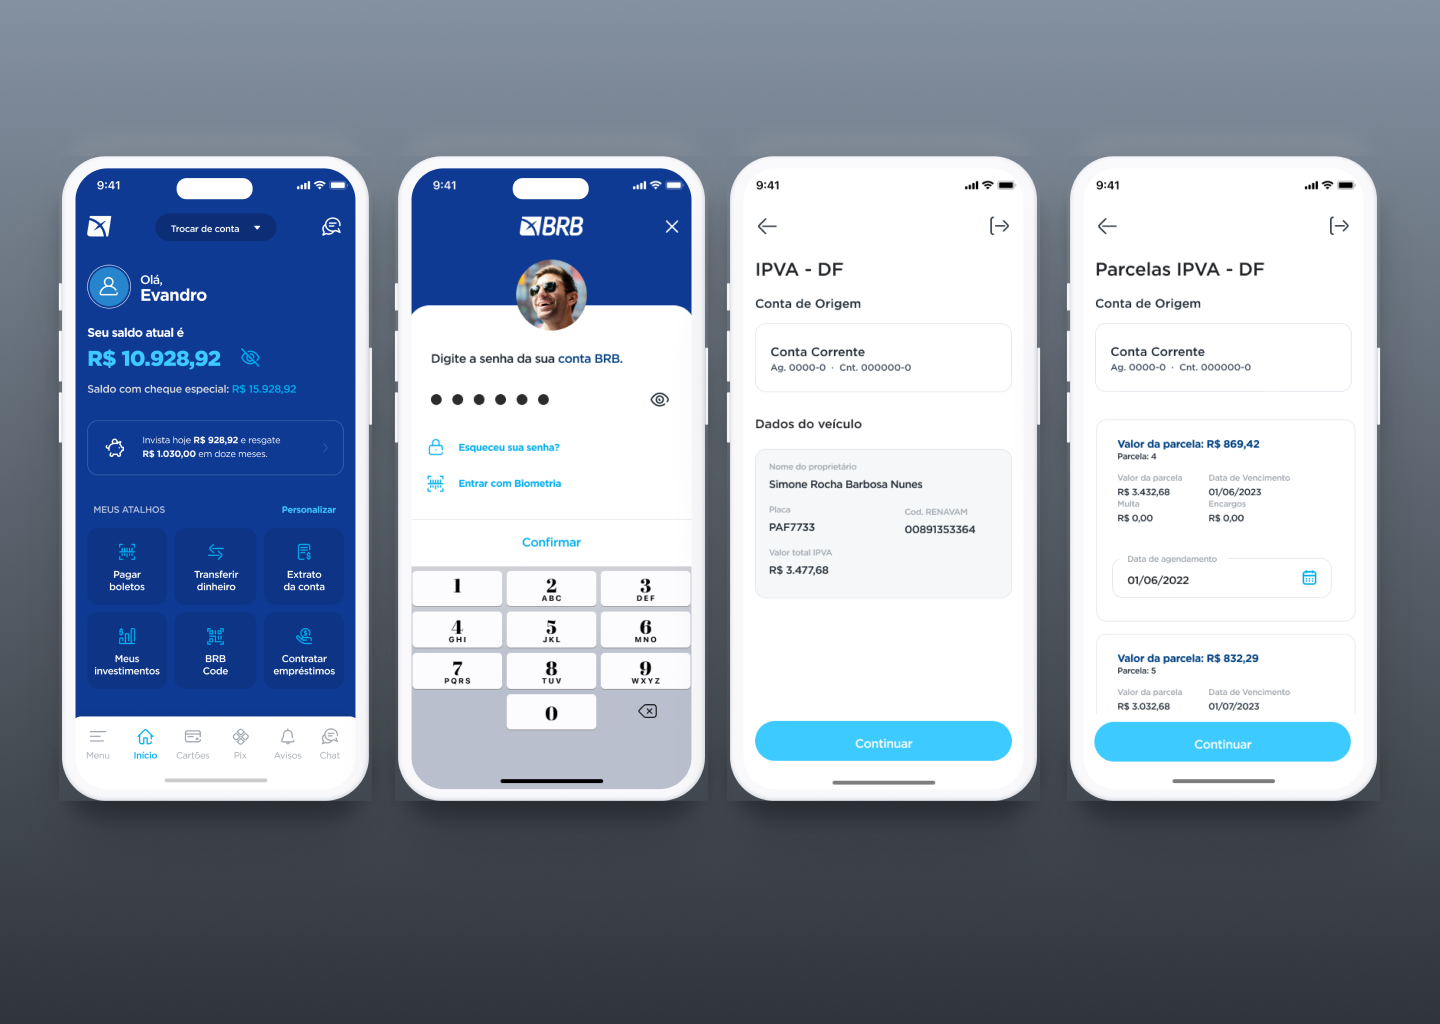 9:41
Trocar de conta
Olá,
Evandro
Seu saldo atual é
R$ 10.928,92
Saldo com cheque especial: R$ 15.928,92
Invista hoje R$ 928,92 e resgate
R$ 1.030,00 em doze meses.
MEUS ATALHOS
Personalizar
Pagar
boletos
Transferir
dinheiro
Extrato
da conta
Meus
investimentos
BRB
Code
Contratar
empréstimos
Menu
Início
Cartões
Pix
Avisos
Chat
9:41
BRB
Digite a senha da sua conta BRB.
Esqueceu sua senha?
Entrar com Biometria
Confirmar
1
2
ABC
3
DEF
4
GHI
5
JKL
6
MNO
7
PQRS
8
TUV
9
WXYZ
0
9:41
IPVA - DF
Conta de Origem
Conta Corrente
Ag. 0000-0 · Cnt. 000000-0
Dados do veículo
Nome do proprietário
Simone Rocha Barbosa Nunes
Placa
PAF7733
Cod. RENAVAM
00891353364
Valor total IPVA
R$ 3.477,68
Continuar
9:41
Parcelas IPVA - DF
Conta de Origem
Conta Corrente
Ag. 0000-0 · Cnt. 000000-0
Valor da parcela: R$ 869,42
Parcela: 4
Valor da parcela
R$ 3.432,68
Data de Vencimento
01/06/2023
Multa
R$ 0,00
Encargos
R$ 0,00
Data de agendamento
01/06/2022
Valor da parcela: R$ 832,29
Parcela: 5
Valor da parcela
R$ 3.032,68
Data de Vencimento
01/07/2023
Continuar